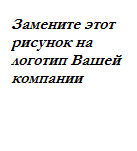 Замените этот
рисунок на
логотип Вашей
компании